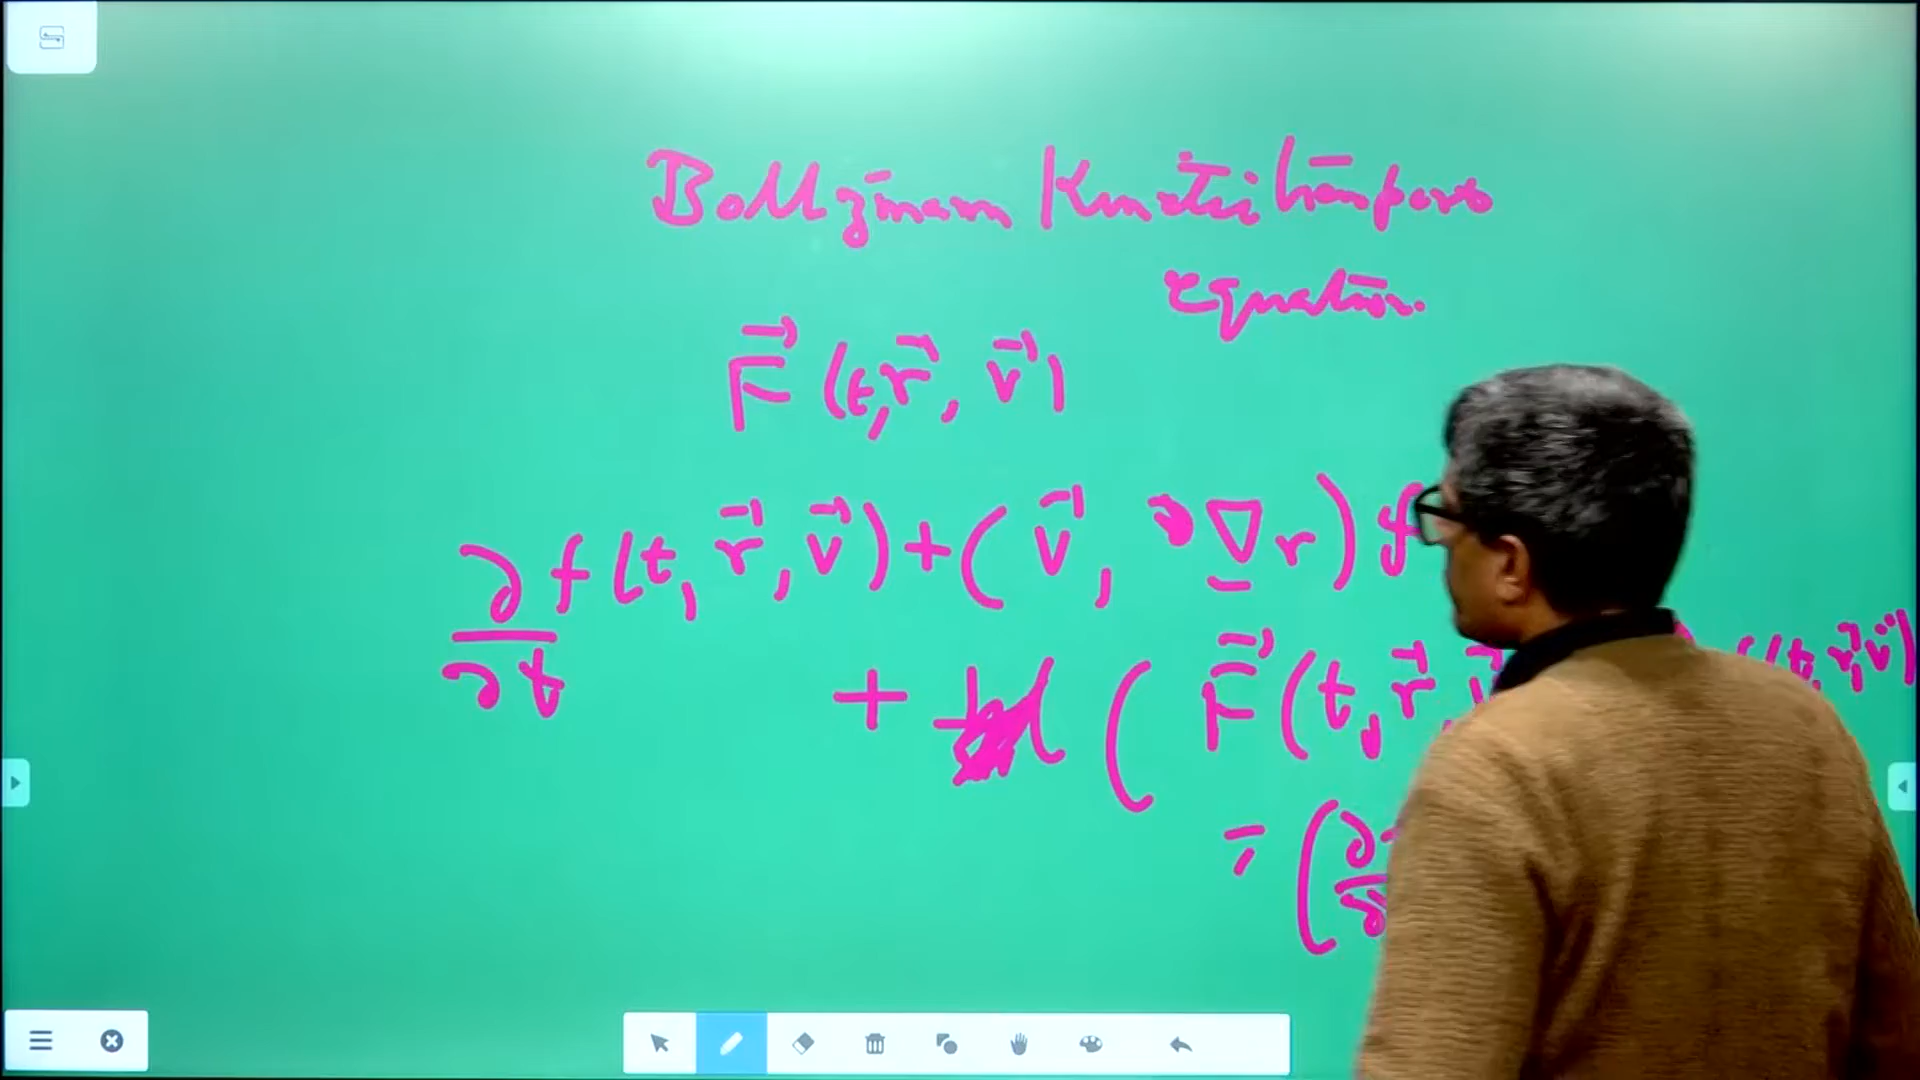 Boltzmann Kinetic transport
equation.
F⃗ (t, r⃗, v⃗)
∂/∂t f(t, r⃗, v⃗) + (v⃗, ∇r) f
+ ( F⃗ (t, r⃗, f(t, r⃗, v⃗)
= ( ∂